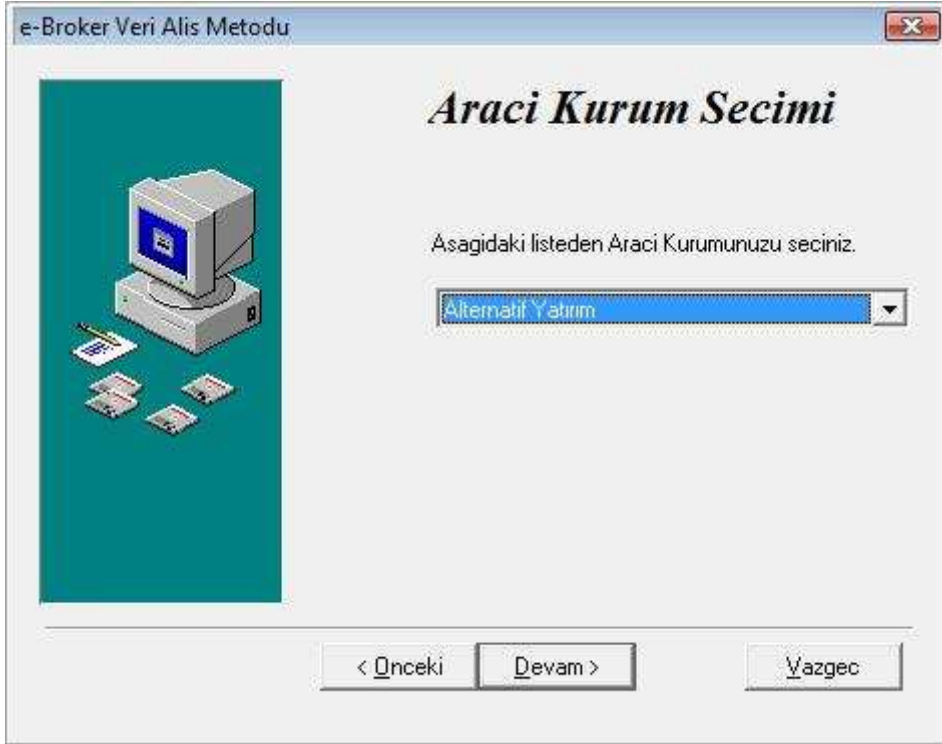 e-Broker Veri Alis Metodu
Araci Kurum Secimi
Asagidaki listeden Araci Kurumunuzu seciniz.
Alternatif Yatırım
< Onceki
Devam >
Vazgec